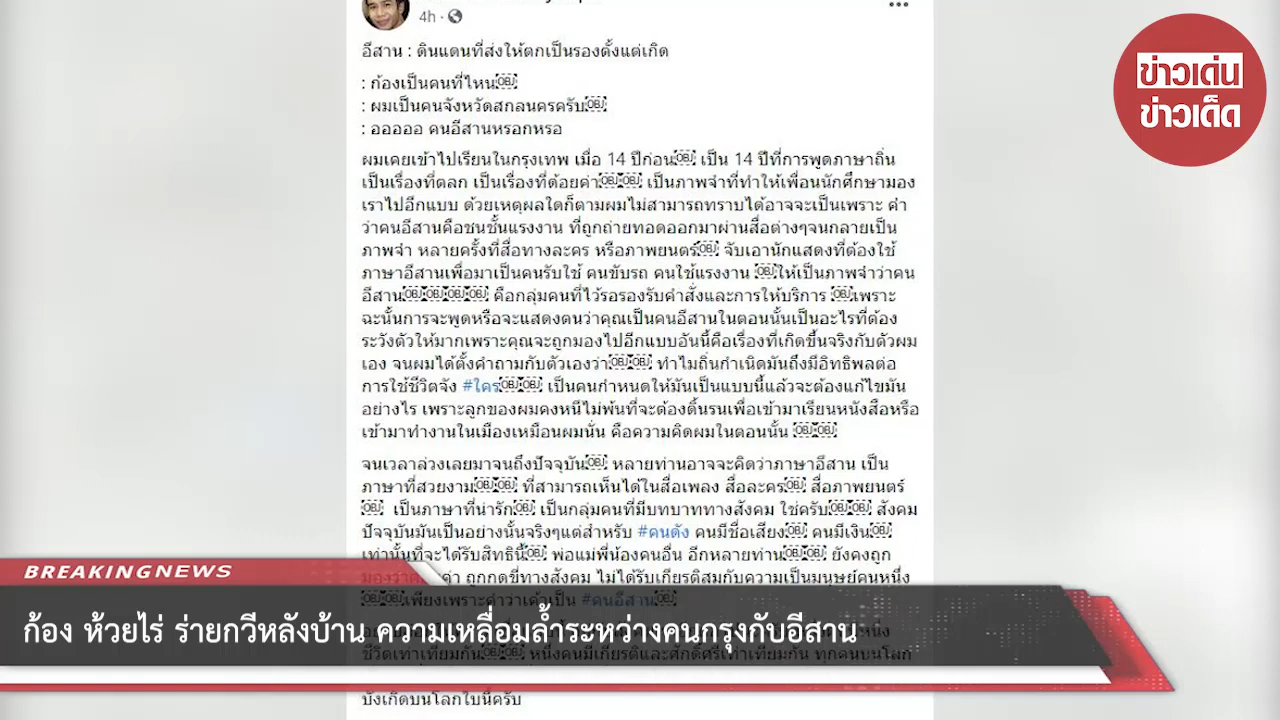 4h
ข่าวเด่น
ข่าวเด็ด
อีสาน : ดินแดนที่ส่งให้ตกเป็นรองตั้งแต่เกิด
: ก้องเป็นคนที่ไหน
: ผมเป็นคนจังหวัดสกลนครครับ
: อออออ คนอีสานหรอกหรอ
ผมเคยเข้าไปเรียนในกรุงเทพ เมื่อ 14 ปีก่อน เป็น 14 ปีที่การพูดภาษาถิ่น
เป็นเรื่องที่ตลก เป็นเรื่องที่ด้อยค่า เป็นภาพจำที่ทำให้เพื่อนนักศึกษามอง
เราไปอีกแบบ ด้วยเหตุผลใดก็ตามผมไม่สามารถทราบได้อาจจะเป็นเพราะ คำ
ว่าคนอีสานคือชนชั้นแรงงาน ที่ถูกถ่ายทอดออกมาผ่านสื่อต่างๆจนกลายเป็น
ภาพจำ หลายครั้งที่สื่อทางละคร หรือภาพยนตร์ จับเอานักแสดงที่ต้องใช้
ภาษาอีสานเพื่อมาเป็นคนรับใช้ คนขับรถ คนใช้แรงงาน ให้เป็นภาพจำว่าคน
อีสาน คือกลุ่มคนที่ไว้รอรองรับคำสั่งและการให้บริการ เพราะ
ฉะนั้นการจะพูดหรือจะแสดงตนว่าคุณเป็นคนอีสานในตอนนั้นเป็นอะไรที่ต้อง
ระวังตัวให้มากเพราะคุณจะถูกมองไปอีกแบบอันนี้คือเรื่องที่เกิดขึ้นจริงกับตัวผม
เอง จนผมได้ตั้งคำถามกับตัวเองว่า ทำไมถิ่นกำเนิดมันถึงมีอิทธิพลต่อ
การใช้ชีวิตจัง #ใคร เป็นคนกำหนดให้มันเป็นแบบนี้แล้วจะต้องแก้ไขมัน
อย่างไร เพราะลูกของผมคงหนีไม่พ้นที่จะต้องดิ้นรนเพื่อเข้ามาเรียนหนังสือหรือ
เข้ามาทำงานในเมืองเหมือนผมนั่น คือความคิดผมในตอนนั้น
จนเวลาล่วงเลยมาจนถึงปัจจุบัน หลายท่านอาจจะคิดว่าภาษาอีสาน เป็น
ภาษาที่สวยงาม ที่สามารถเห็นได้ในสื่อเพลง สื่อละคร สื่อภาพยนตร์
เป็นภาษาที่น่ารัก เป็นกลุ่มคนที่มีบทบาททางสังคม ใช่ครับ สังคม
ปัจจุบันมันเป็นอย่างนั้นจริงๆแต่สำหรับ #คนดัง คนมีชื่อเสียง คนมีเงิน
เท่านั้นที่จะได้รับสิทธินี้ พ่อแม่พี่น้องคนอื่น อีกหลายท่าน ยังคงถูก
ค่า ถูกกดขี่ทางสังคม ไม่ได้รับเกียรติสมกับความเป็นมนุษย์คนหนึ่ง
เพียงเพราะคำว่าเค้าเป็น #คนอีสาน
ชีวิตเท่าเทียมกัน หนึ่งคนมีเกียรติและศักดิ์ศรีเท่าเทียมกัน ทุกคนบนโลก
บังเกิดบนโลกใบนี้ครับ
BREAKING NEWS
ก้อง ห้วยไร่ ร่ายกวีหลังบ้าน ความเหลื่อมล้ำระหว่างคนกรุงกับอีสาน